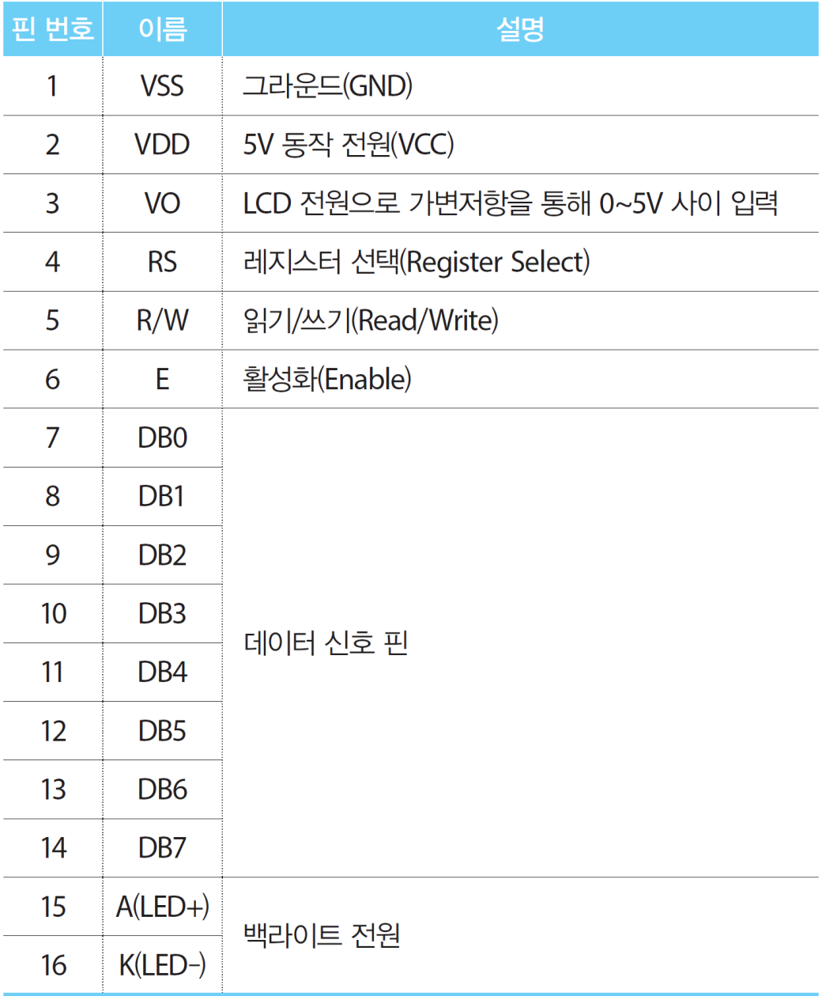 핀 번호 이름 설명
1 VSS 그라운드(GND)
2 VDD 5V 동작 전원(VCC)
3 VO LCD 전원으로 가변저항을 통해 0~5V 사이 입력
4 RS 레지스터 선택(Register Select)
5 R/W 읽기/쓰기(Read/Write)
6 E 활성화(Enable)
7 DB0
8 DB1
9 DB2
10 DB3
데이터 신호 핀
11 DB4
12 DB5
13 DB6
14 DB7
15 A(LED+)
백라이트 전원
16 K(LED-)